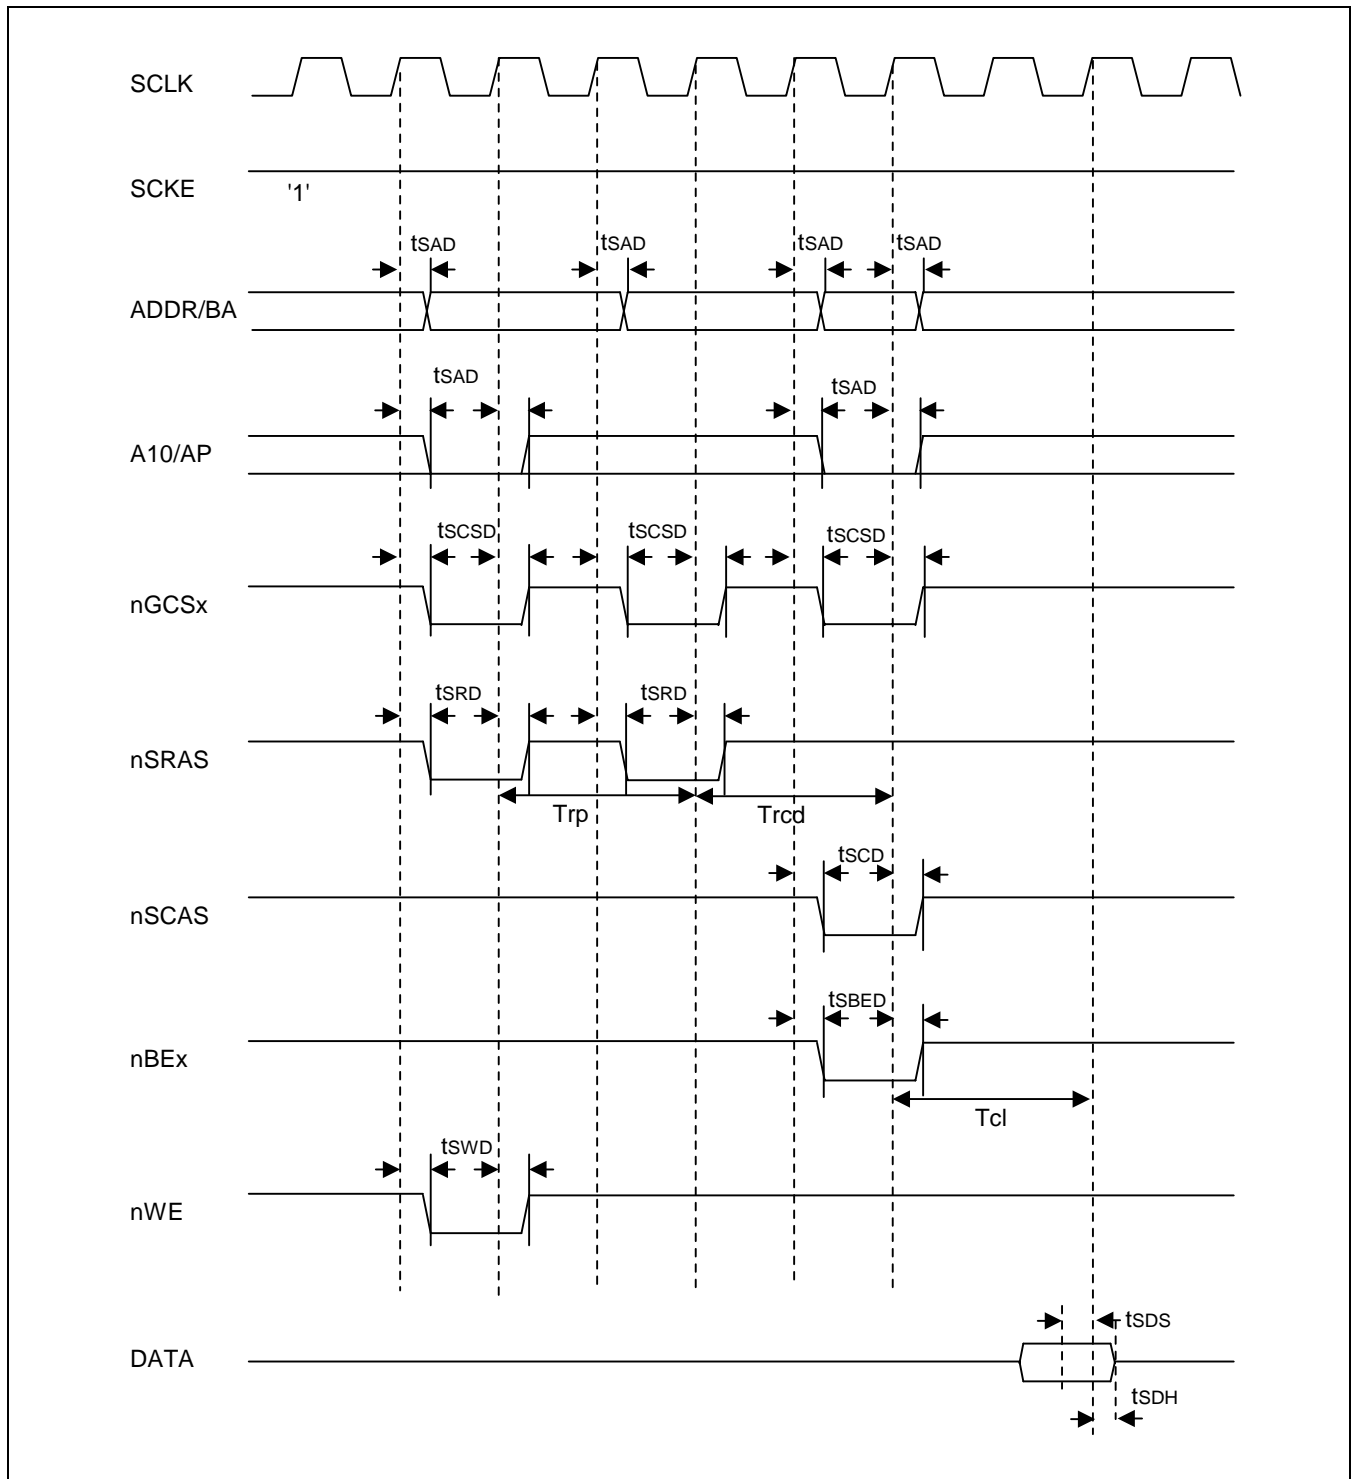 SCLK
SCKE '1'
tSAD tSAD tSAD tSAD
ADDR/BA
tSAD tSAD
A10/AP
tSCSD tSCSD tSCSD
nGCSx
tSRD tSRD
nSRAS
Trp Trcd
tSCD
nSCAS
tSBED
nBEx
Tcl
tSWD
nWE
tSDS
DATA
tSDH